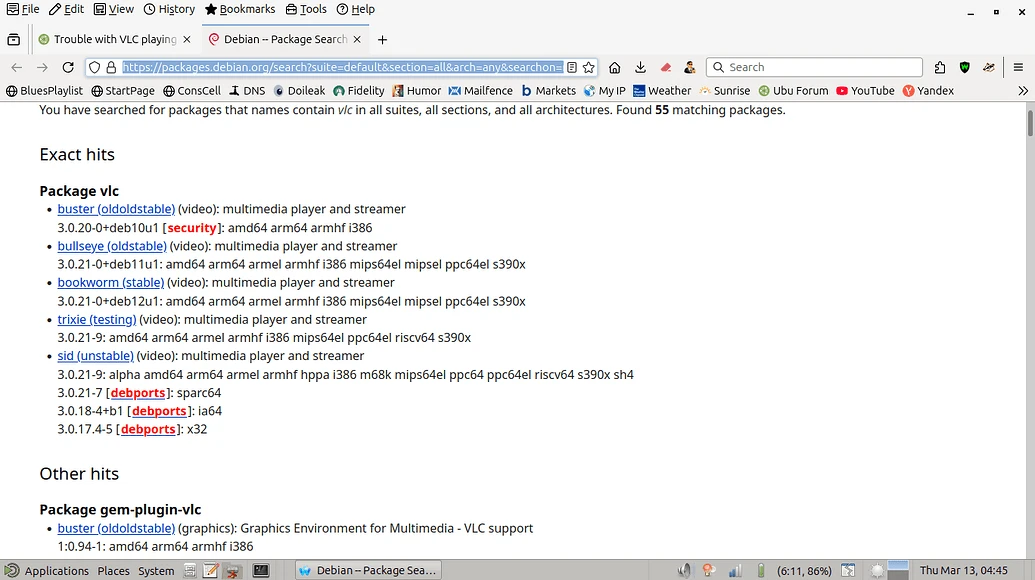 File Edit View History Bookmarks Tools Help
Trouble with VLC playing
Debian -- Package Search
https://packages.debian.org/search?suite=default&section=all&arch=any&searchon=
Search
BluesPlaylist StartPage ConsCell DNS Doileak Fidelity Humor Mailfence Markets My IP Weather Sunrise Ubu Forum YouTube Yandex
You have searched for packages that names contain vlc in all suites, all sections, and all architectures. Found 55 matching packages.
Exact hits
Package vlc
buster (oldoldstable) (video): multimedia player and streamer
3.0.20-0+deb10u1 [security]: amd64 arm64 armhf i386
bullseye (oldstable) (video): multimedia player and streamer
3.0.21-0+deb11u1: amd64 arm64 armel armhf i386 mips64el mipsel ppc64el s390x
bookworm (stable) (video): multimedia player and streamer
3.0.21-0+deb12u1: amd64 arm64 armel armhf i386 mips64el mipsel ppc64el s390x
trixie (testing) (video): multimedia player and streamer
3.0.21-9: amd64 arm64 armel armhf i386 mips64el ppc64el riscv64 s390x
sid (unstable) (video): multimedia player and streamer
3.0.21-9: alpha amd64 arm64 armel armhf hppa i386 m68k mips64el ppc64 ppc64el riscv64 s390x sh4
3.0.21-7 [debports]: sparc64
3.0.18-4+b1 [debports]: ia64
3.0.17.4-5 [debports]: x32
Other hits
Package gem-plugin-vlc
buster (oldoldstable) (graphics): Graphics Environment for Multimedia - VLC support
1:0.94-1: amd64 arm64 armhf i386
Applications Places System
Debian -- Package Sea...
(6:11, 86%)
Thu Mar 13, 04:45